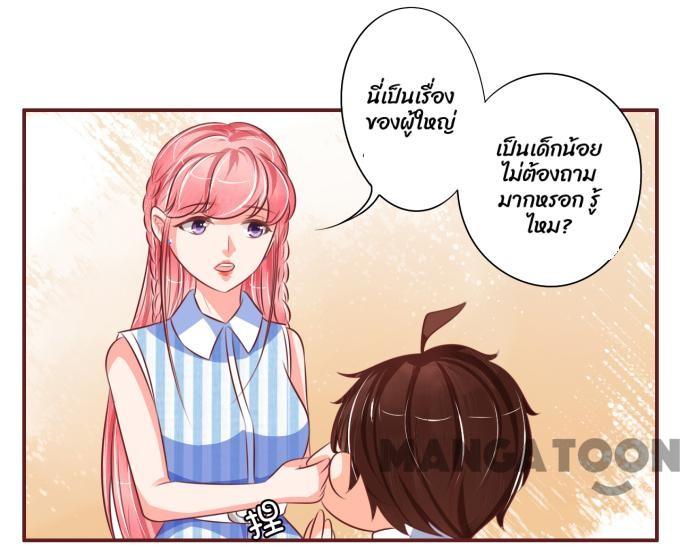 นี่เป็นเรื่อง
ของผู้ใหญ่
เป็นเด็กน้อย
ไม่ต้องถาม
มากหรอก รู้
ไหม?
MANGATOON
捏